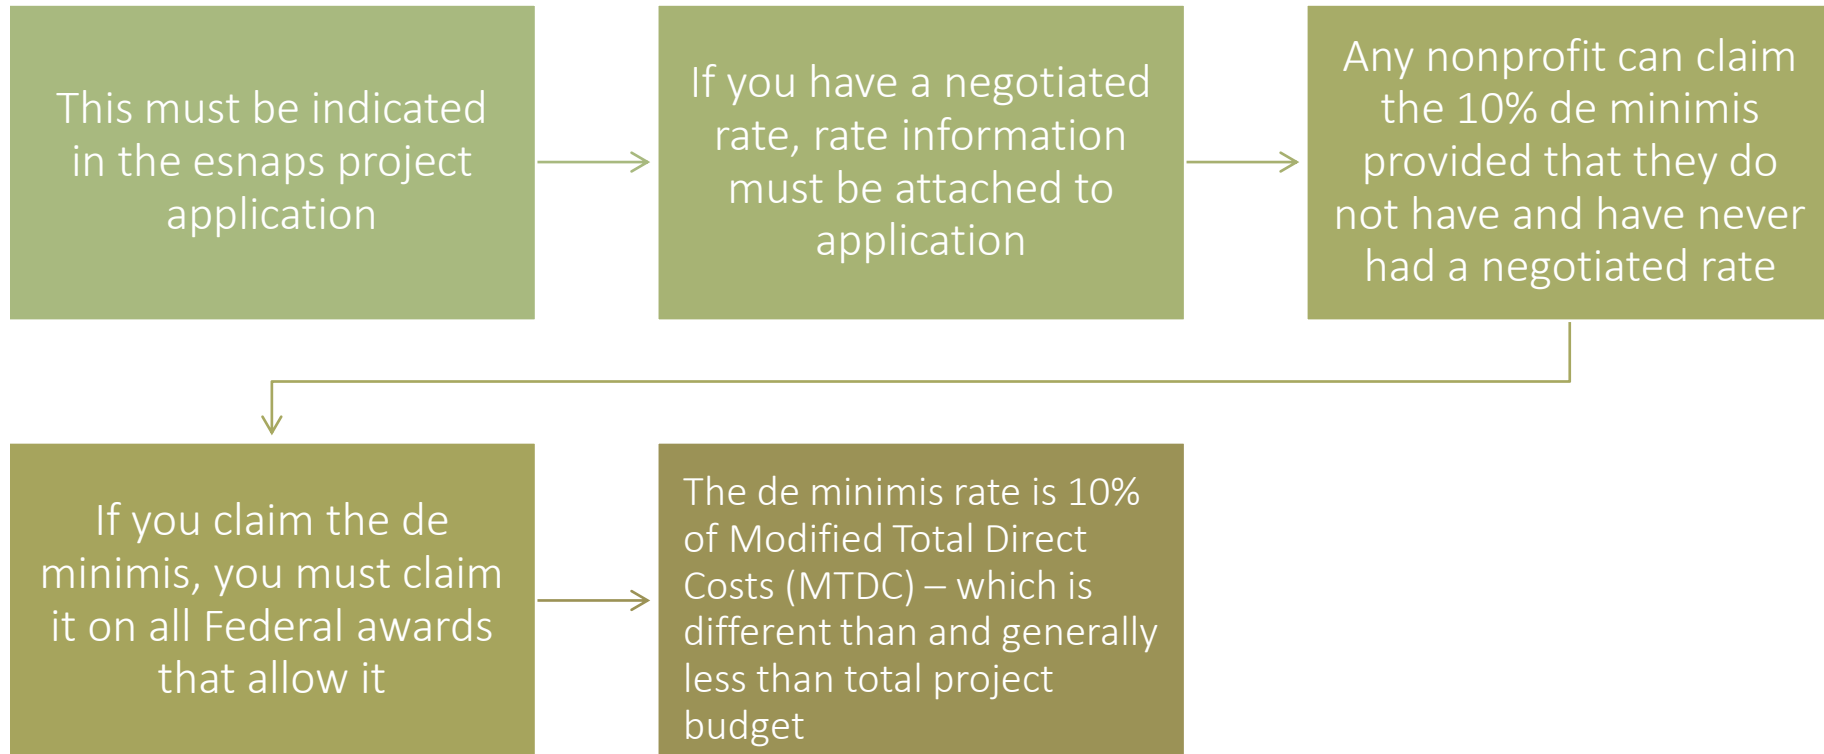 This must be indicated
in the esnaps project
application
If you have a negotiated
rate, rate information
must be attached to
application
Any nonprofit can claim
the 10% de minimis
provided that they do
not have and have never
had a negotiated rate
If you claim the de
minimis, you must claim
it on all Federal awards
that allow it
The de minimis rate is 10%
of Modified Total Direct
Costs (MTDC) – which is
different than and generally
less than total project
budget